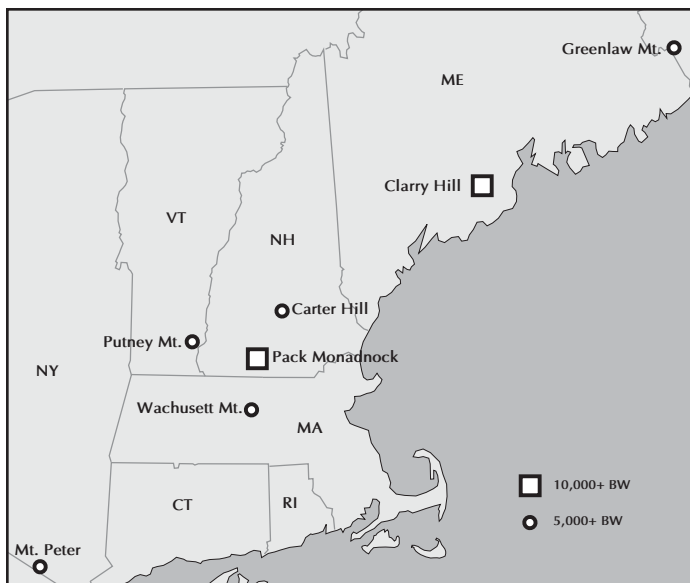 Greenlaw Mt.
ME
Clarry Hill
VT
NH
Carter Hill
Putney Mt.
Pack Monadnock
NY
Wachusett Mt.
MA
10,000+ BW
CT
RI
5,000+ BW
Mt. Peter